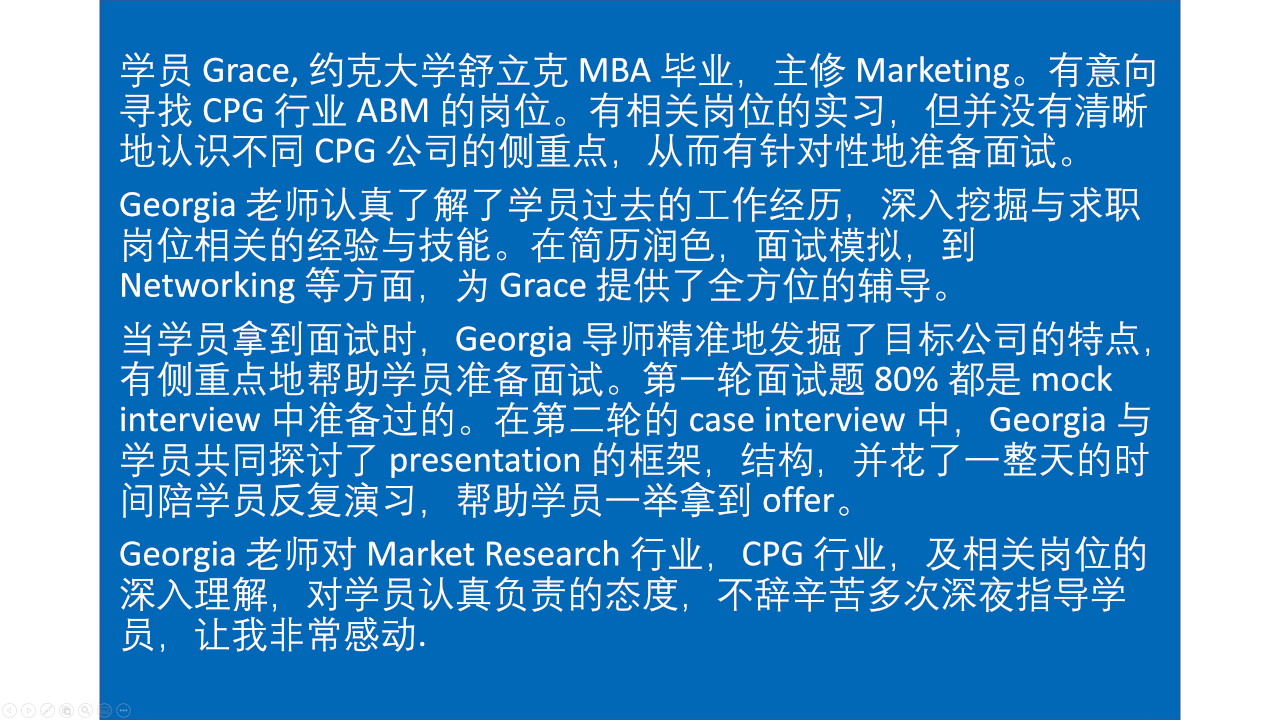 学员 Grace, 约克大学舒立克 MBA 毕业，主修 Marketing。有意向
寻找 CPG 行业 ABM 的岗位。有相关岗位的实习，但并没有清晰
地认识不同 CPG 公司的侧重点，从而有针对性地准备面试。
Georgia 老师认真了解了学员过去的工作经历，深入挖掘与求职
岗位相关的经验与技能。在简历润色，面试模拟，到
Networking 等方面，为 Grace 提供了全方位的辅导。
当学员拿到面试时，Georgia 导师精准地发掘了目标公司的特点，
有侧重点地帮助学员准备面试。第一轮面试题 80% 都是 mock
interview 中准备过的。在第二轮的 case interview 中，Georgia 与
学员共同探讨了 presentation 的框架，结构，并花了一整天的时
间陪学员反复演习，帮助学员一举拿到 offer。
Georgia 老师对 Market Research 行业，CPG 行业，及相关岗位的
深入理解，对学员认真负责的态度，不辞辛苦多次深夜指导学
员，让我非常感动.